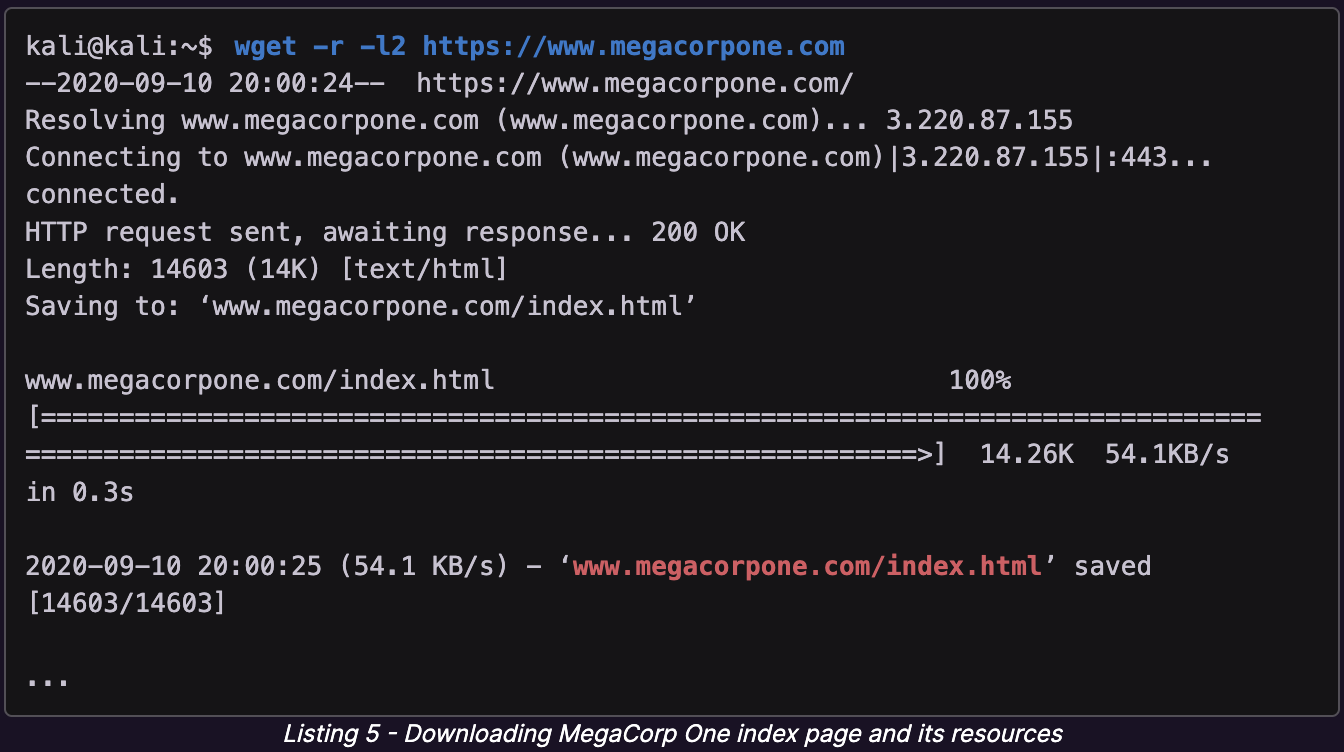 kali@kali:~$ wget -r -l2 https://www.megacorpone.com
--2020-09-10 20:00:24--  https://www.megacorpone.com/
Resolving www.megacorpone.com (www.megacorpone.com)... 3.220.87.155
Connecting to www.megacorpone.com (www.megacorpone.com)|3.220.87.155|:443...
connected.
HTTP request sent, awaiting response... 200 OK
Length: 14603 (14K) [text/html]
Saving to: ‘www.megacorpone.com/index.html’
www.megacorpone.com/index.html                             100%
[==============================================================================
=========================================================>]  14.26K  54.1KB/s
in 0.3s
2020-09-10 20:00:25 (54.1 KB/s) - ‘www.megacorpone.com/index.html’ saved
[14603/14603]
...
Listing 5 - Downloading MegaCorp One index page and its resources